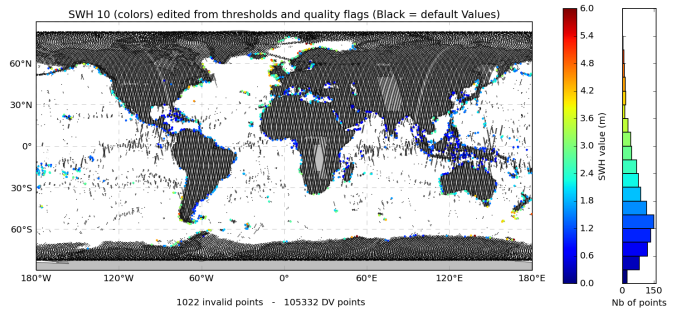 SWH 10 (colors) edited from thresholds and quality flags (Black = default Values)
60°N
30°N
0°
30°S
60°S
180°W
120°W
60°W
0°
60°E
120°E
180°E
1022 invalid points - 105332 DV points
6.0
5.4
4.8
4.2
3.6
3.0
2.4
1.8
1.2
0.6
0.0
SWH value (m)
0
150
Nb of points